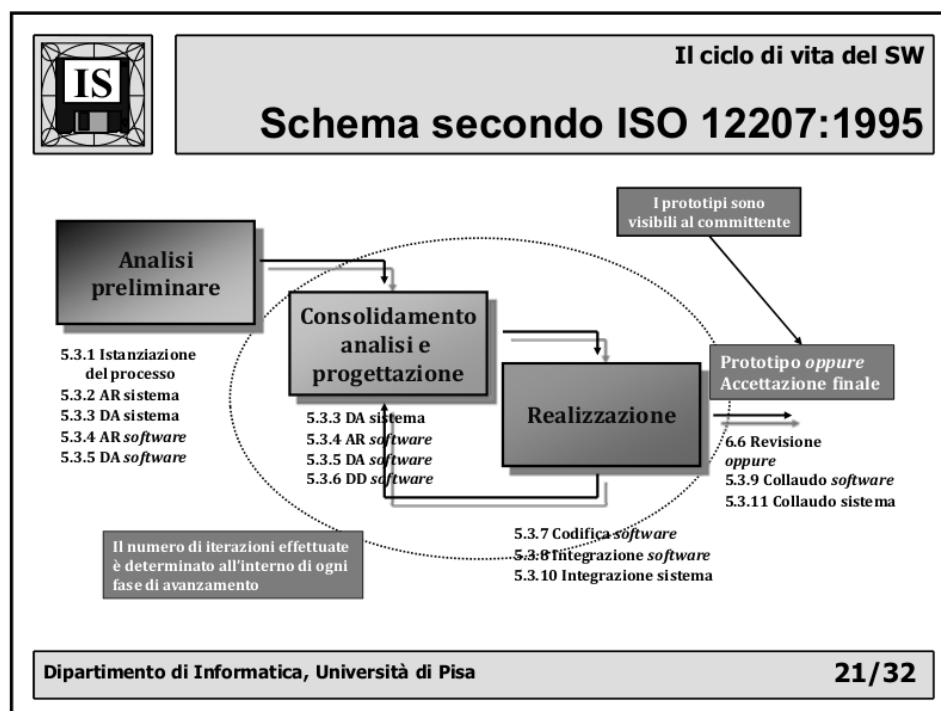 IS
Il ciclo di vita del SW
Schema secondo ISO 12207:1995
I prototipi sono
visibili al committente
Analisi
preliminare
5.3.1 Istanziazione
del processo
5.3.2 AR sistema
5.3.3 DA sistema
5.3.4 AR software
5.3.5 DA software
Consolidamento
analisi e
progettazione
5.3.3 DA sistema
5.3.4 AR software
5.3.5 DA software
5.3.6 DD software
Realizzazione
5.3.7 Codifica software
5.3.8 Integrazione software
5.3.10 Integrazione sistema
Prototipo oppure
Accettazione finale
6.6 Revisione
oppure
5.3.9 Collaudo software
5.3.11 Collaudo sistema
Il numero di iterazioni effettuate
è determinato all'interno di ogni
fase di avanzamento
Dipartimento di Informatica, Università di Pisa
21/32